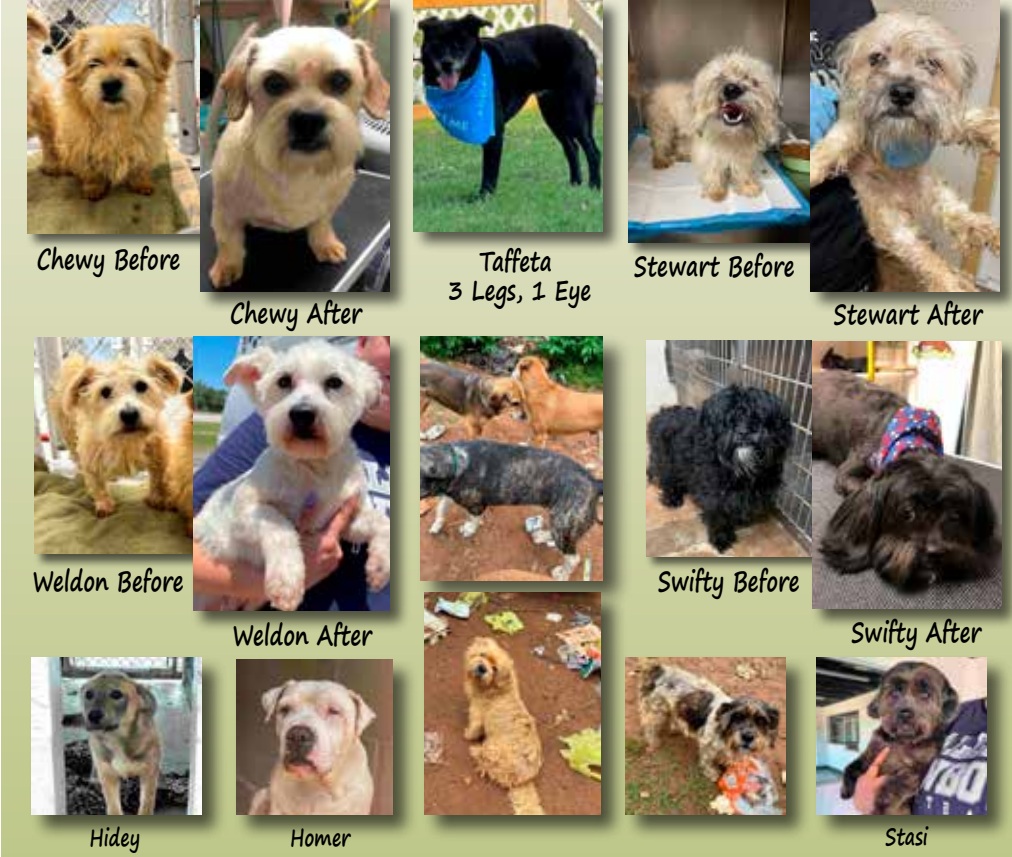 Chewy Before
Chewy After
Taffeta
3 Legs, 1 Eye
Stewart Before
Stewart After
Weldon Before
Weldon After
Swifty Before
Swifty After
Hidey
Homer
Stasi
ME